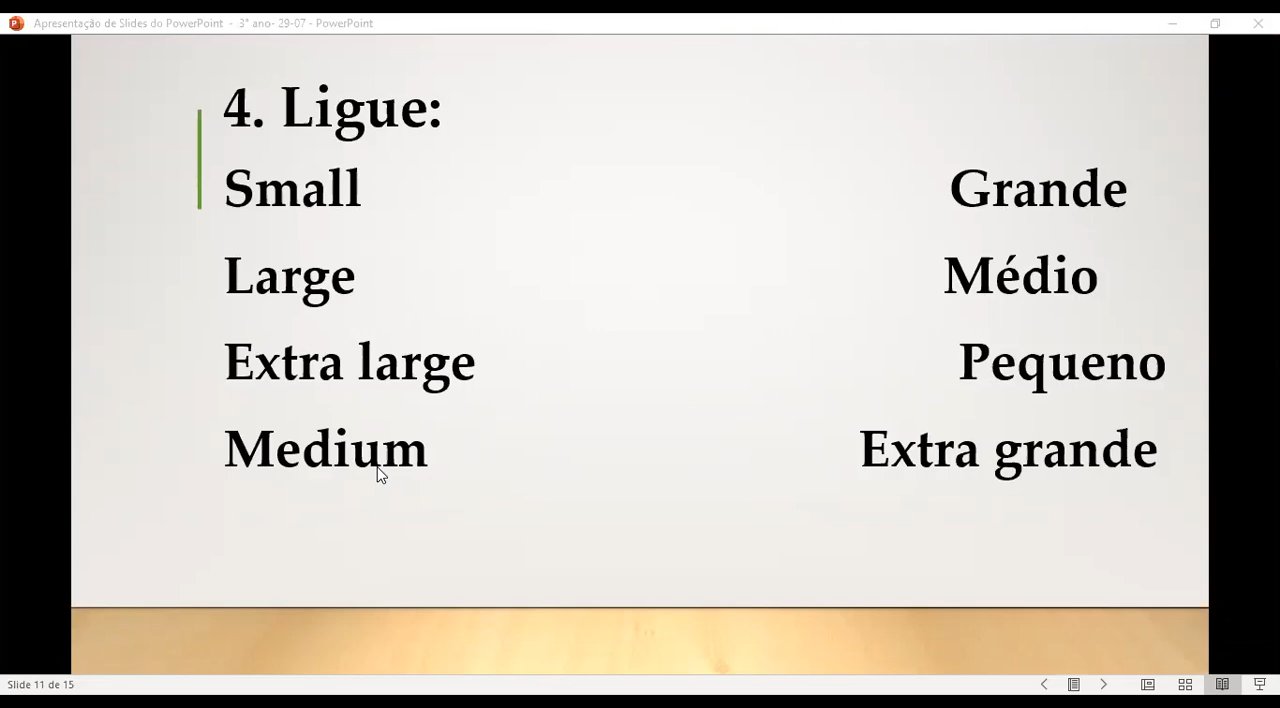 Apresentação de Slides do PowerPoint - 3° ano- 29-07 - PowerPoint
4. Ligue:
Small Grande
Large Médio
Extra large Pequeno
Medium Extra grande
Slide 11 de 15